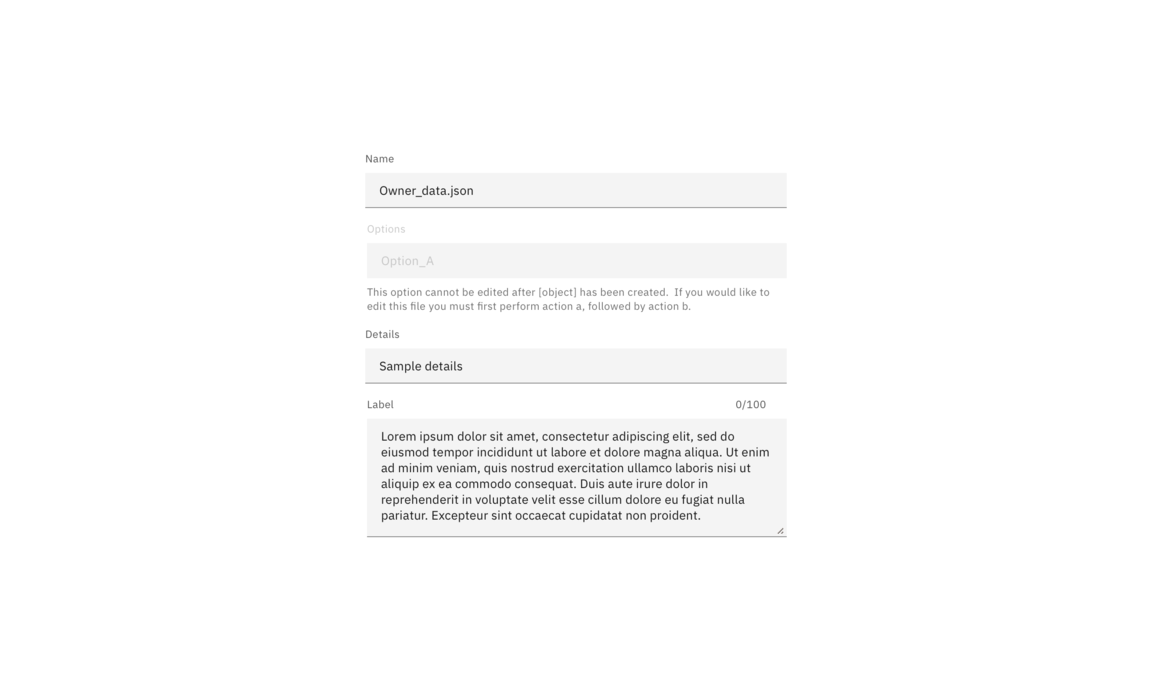 Name
Owner_data.json
Options
Option_A
This option cannot be edited after [object] has been created.  If you would like to
edit this file you must first perform action a, followed by action b.
Details
Sample details
Label 0/100
Lorem ipsum dolor sit amet, consectetur adipiscing elit, sed do
eiusmod tempor incididunt ut labore et dolore magna aliqua. Ut enim
ad minim veniam, quis nostrud exercitation ullamco laboris nisi ut
aliquip ex ea commodo consequat. Duis aute irure dolor in
reprehenderit in voluptate velit esse cillum dolore eu fugiat nulla
pariatur. Excepteur sint occaecat cupidatat non proident.